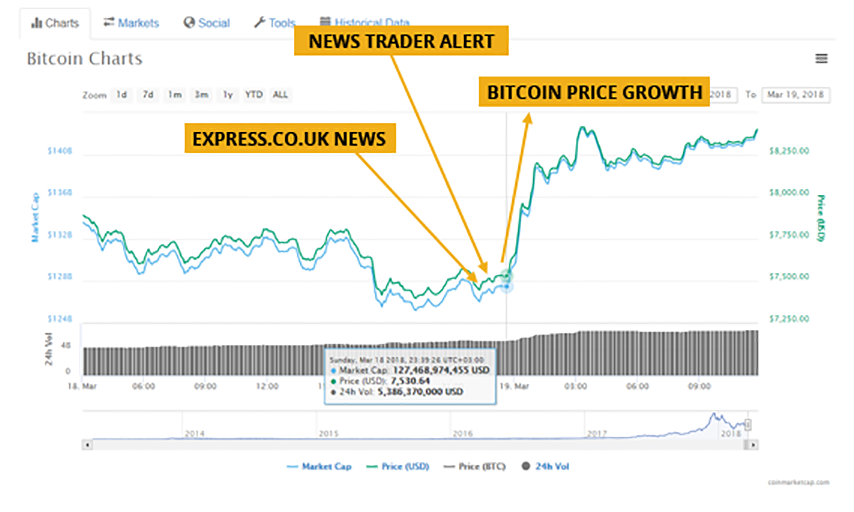 Charts
Markets
Social
Tools
Historical Data
NEWS TRADER ALERT
Bitcoin Charts
BITCOIN PRICE GROWTH
Zoom 1d 7d 1m 3m 1y YTD ALL
2018 To Mar 19, 2018
EXPRESS.CO.UK NEWS
$140B
$136B
$132B
$128B
$124B
Market Cap
$8,250.00
$8,000.00
$7,750.00
$7,500.00
$7,250.00
Price (USD)
24h Vol
18. Mar 06:00 09:00 12:00 19. Mar 03:00 06:00 09:00
Sunday, Mar 18 2018, 23:39:26 UTC+03:00
Market Cap: 127,468,974,455 USD
Price (USD): 7,530.64
24h Vol: 5,386,370,000 USD
2014 2015 2016 2017 2018
Market Cap Price (USD) Price (BTC) 24h Vol
coinmarketcap.com